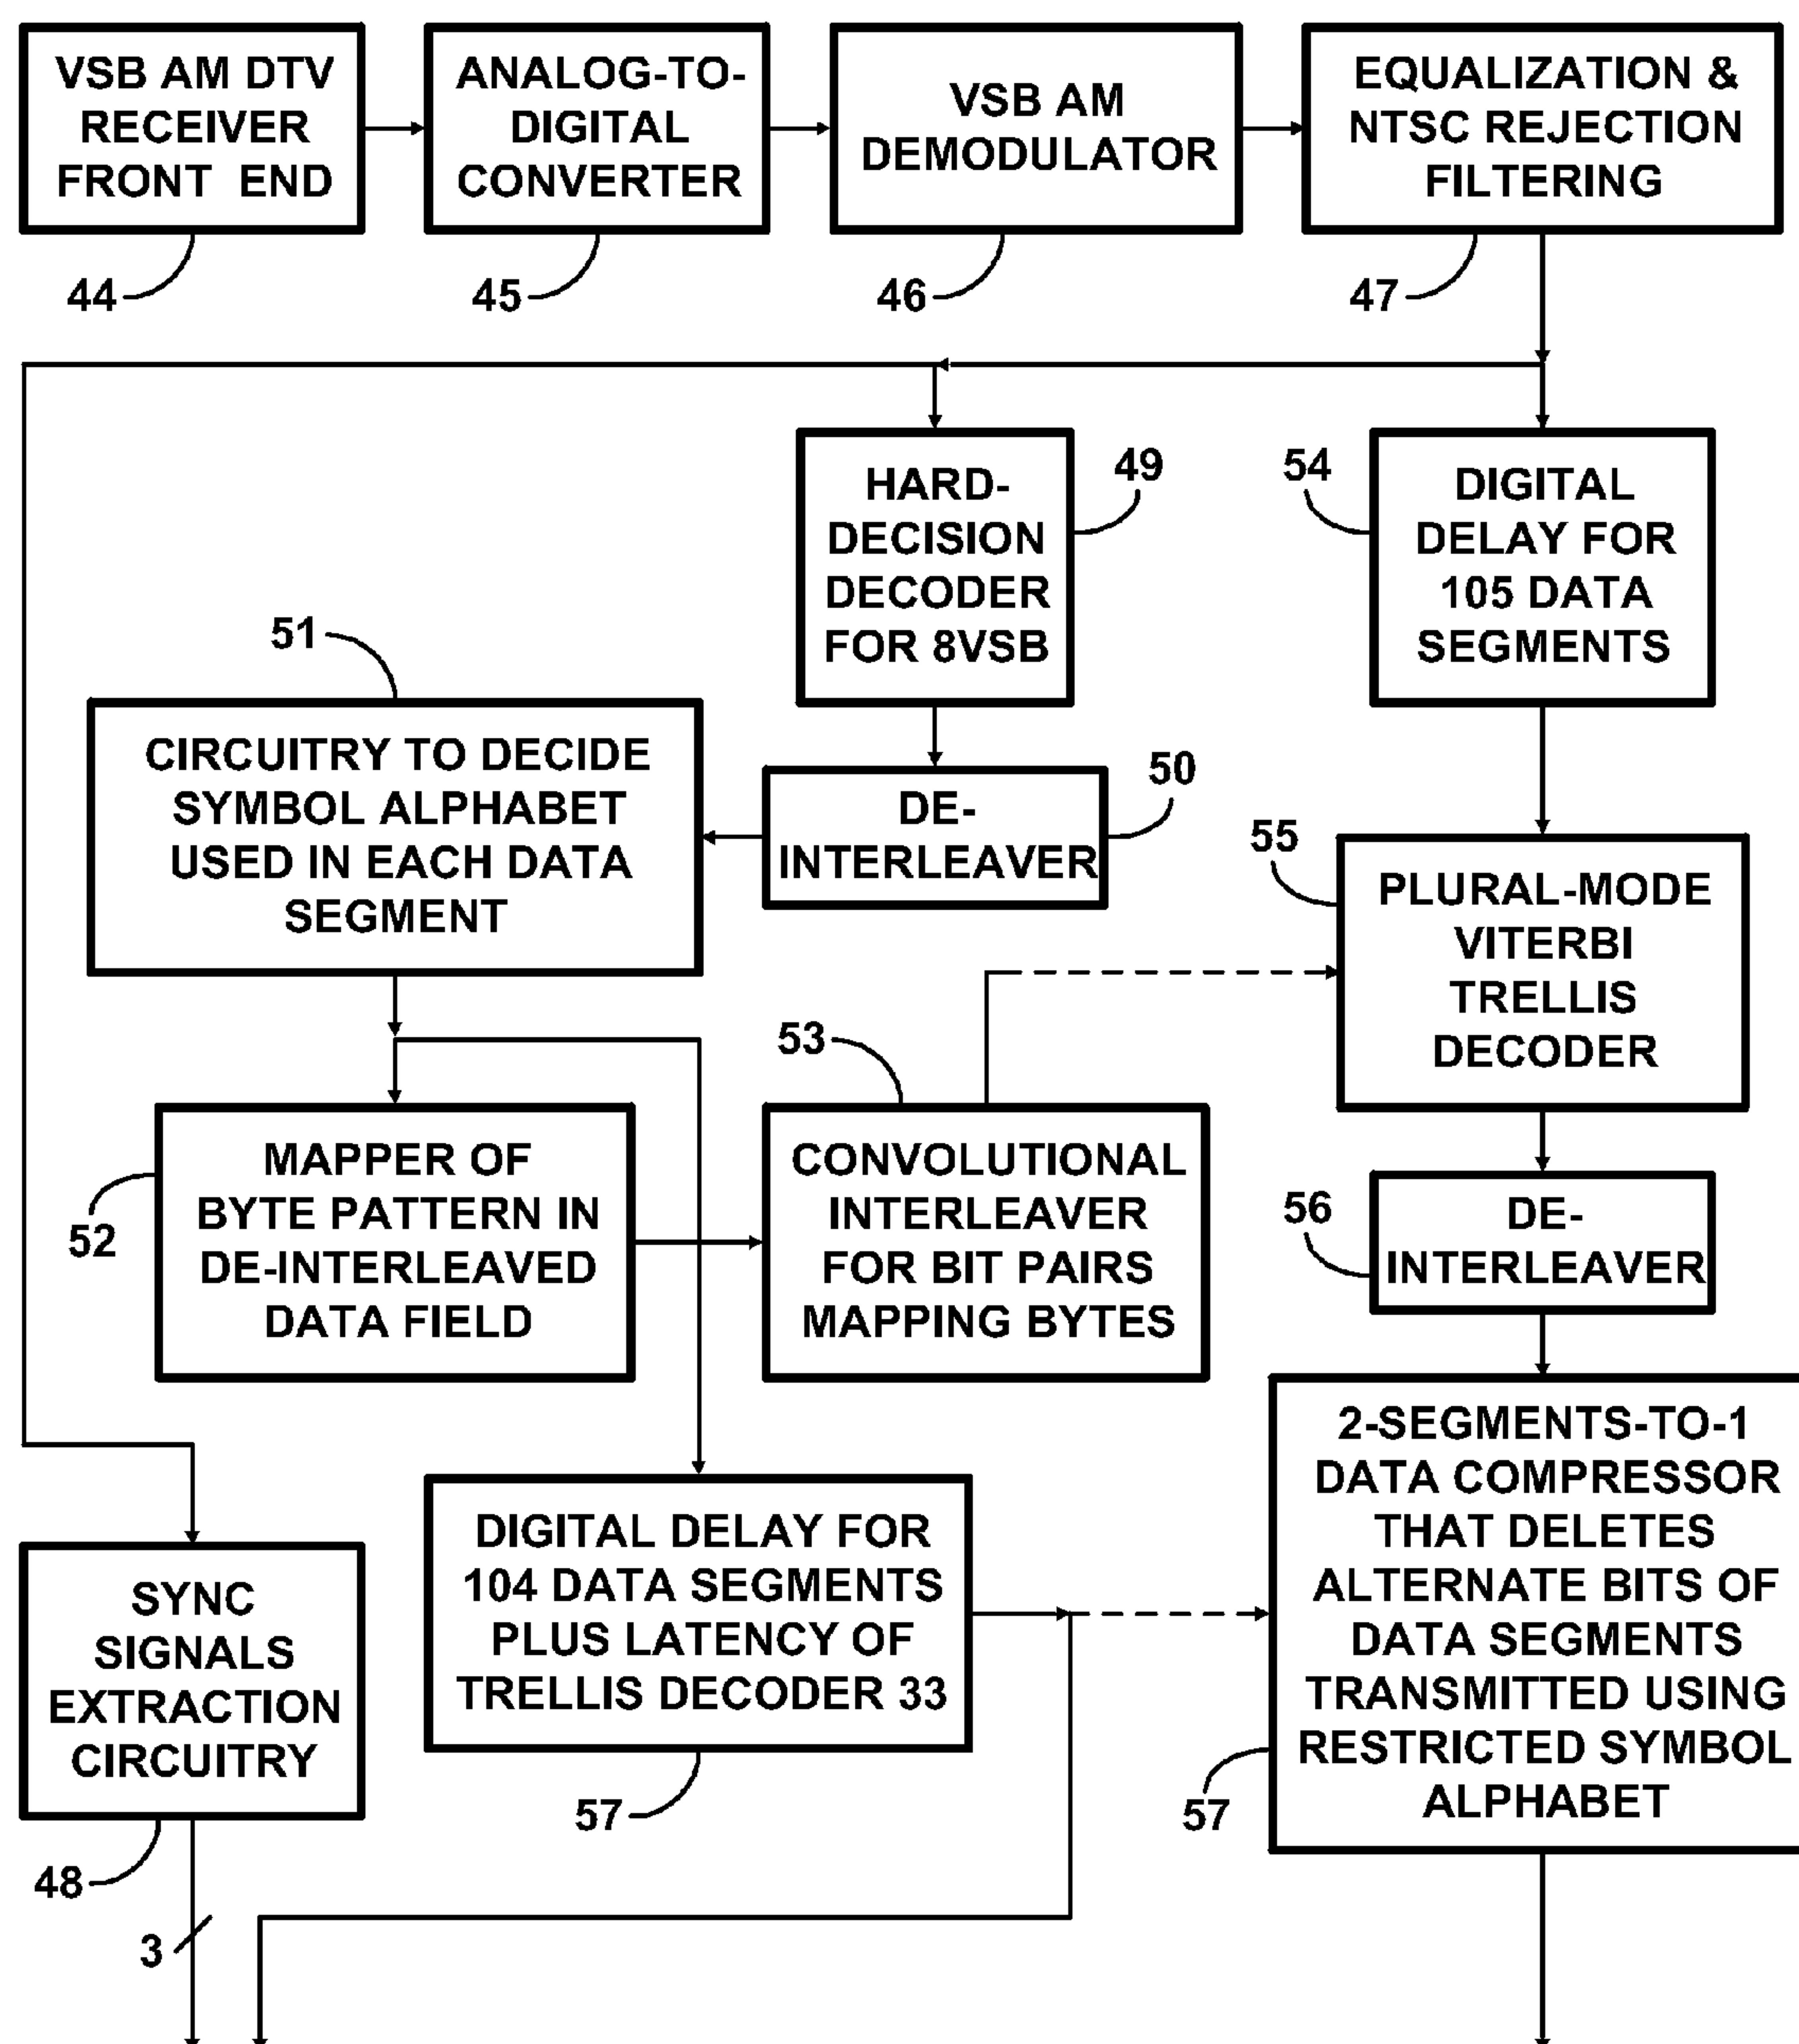 VSB AM DTV
RECEIVER
FRONT END
44
ANALOG-TO-
DIGITAL
CONVERTER
45
VSB AM
DEMODULATOR
46
EQUALIZATION &
NTSC REJECTION
FILTERING
47
HARD-
DECISION
DECODER
FOR 8VSB
49
54
DIGITAL
DELAY FOR
105 DATA
SEGMENTS
51
CIRCUITRY TO DECIDE
SYMBOL ALPHABET
USED IN EACH DATA
SEGMENT
DE-
INTERLEAVER
50
55
PLURAL-MODE
VITERBI
TRELLIS
DECODER
52
MAPPER OF
BYTE PATTERN IN
DE-INTERLEAVED
DATA FIELD
53
CONVOLUTIONAL
INTERLEAVER
FOR BIT PAIRS
MAPPING BYTES
56
DE-
INTERLEAVER
SYNC
SIGNALS
EXTRACTION
CIRCUITRY
48
3
DIGITAL DELAY FOR
104 DATA SEGMENTS
PLUS LATENCY OF
TRELLIS DECODER 33
57
2-SEGMENTS-TO-1
DATA COMPRESSOR
THAT DELETES
ALTERNATE BITS OF
DATA SEGMENTS
TRANSMITTED USING
RESTRICTED SYMBOL
ALPHABET
57